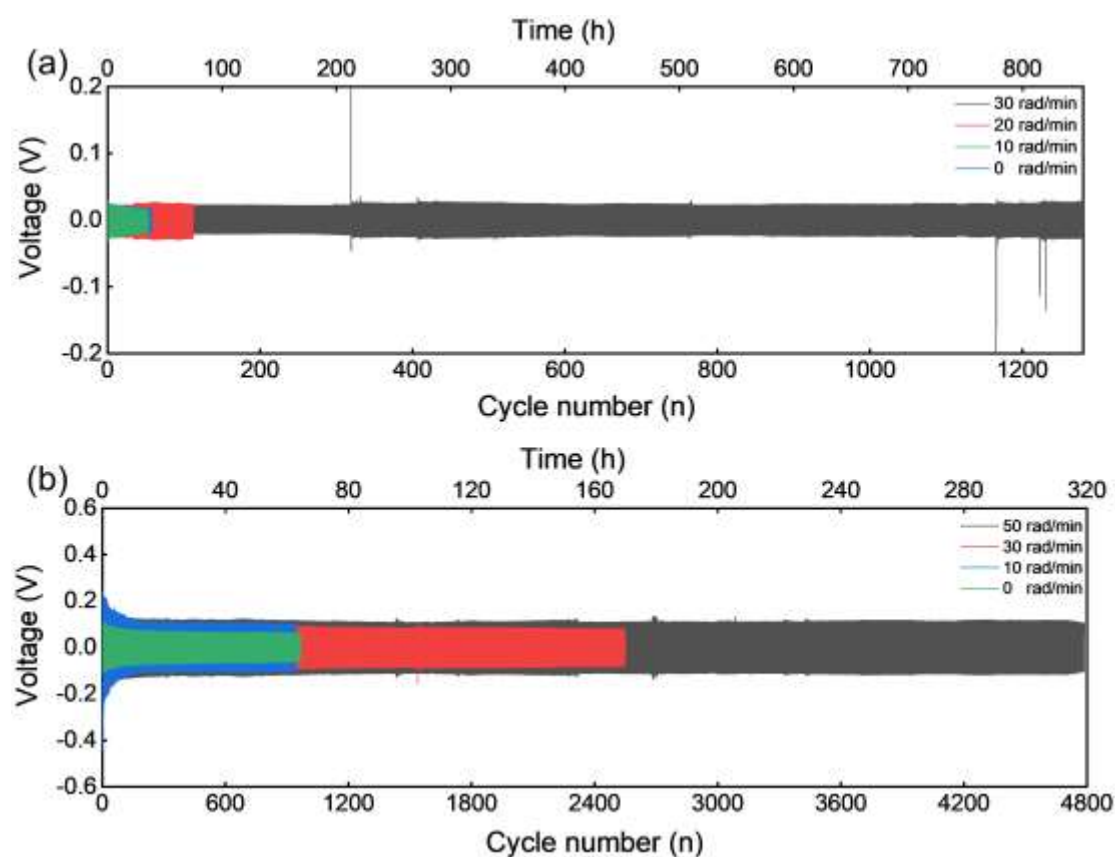 Time (h)
(a)
0 100 200 300 400 500 600 700 800
0.2
0.1
0.0
-0.1
-0.2
Voltage (V)
30 rad/min
20 rad/min
10 rad/min
0 rad/min
0 200 400 600 800 1000 1200
Cycle number (n)
Time (h)
(b)
0 40 80 120 160 200 240 280 320
0.6
0.4
0.2
0.0
-0.2
-0.4
-0.6
Voltage (V)
50 rad/min
30 rad/min
10 rad/min
0 rad/min
0 600 1200 1800 2400 3000 3600 4200 4800
Cycle number (n)